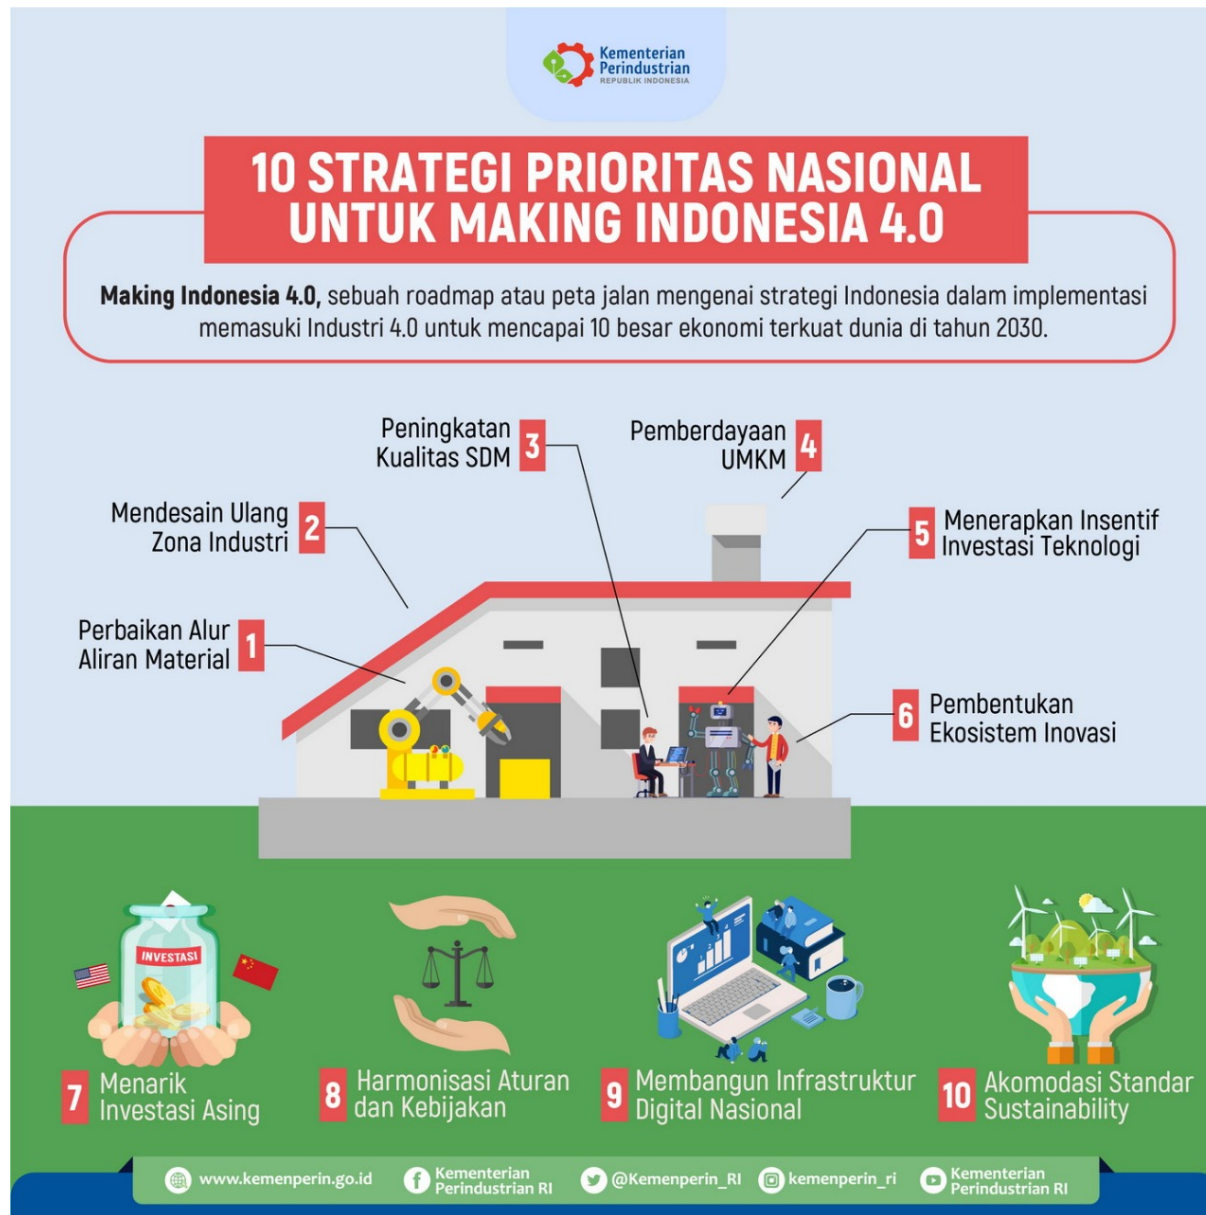 Kementerian
Perindustrian
REPUBLIK INDONESIA
10 STRATEGI PRIORITAS NASIONAL
UNTUK MAKING INDONESIA 4.0
Making Indonesia 4.0, sebuah roadmap atau peta jalan mengenai strategi Indonesia dalam implementasi
memasuki Industri 4.0 untuk mencapai 10 besar ekonomi terkuat dunia di tahun 2030.
Perbaikan Alur
Aliran Material
1
Mendesain Ulang
Zona Industri
2
Peningkatan
Kualitas SDM
3
Pemberdayaan
UMKM
4
5
Menerapkan Insentif
Investasi Teknologi
6
Pembentukan
Ekosistem Inovasi
INVESTASI
7
Menarik
Investasi Asing
8
Harmonisasi Aturan
dan Kebijakan
9
Membangun Infrastruktur
Digital Nasional
10
Akomodasi Standar
Sustainability
www.kemenperin.go.id
Kementerian
Perindustrian RI
@Kemenperin_RI
kemenperin_ri
Kementerian
Perindustrian RI